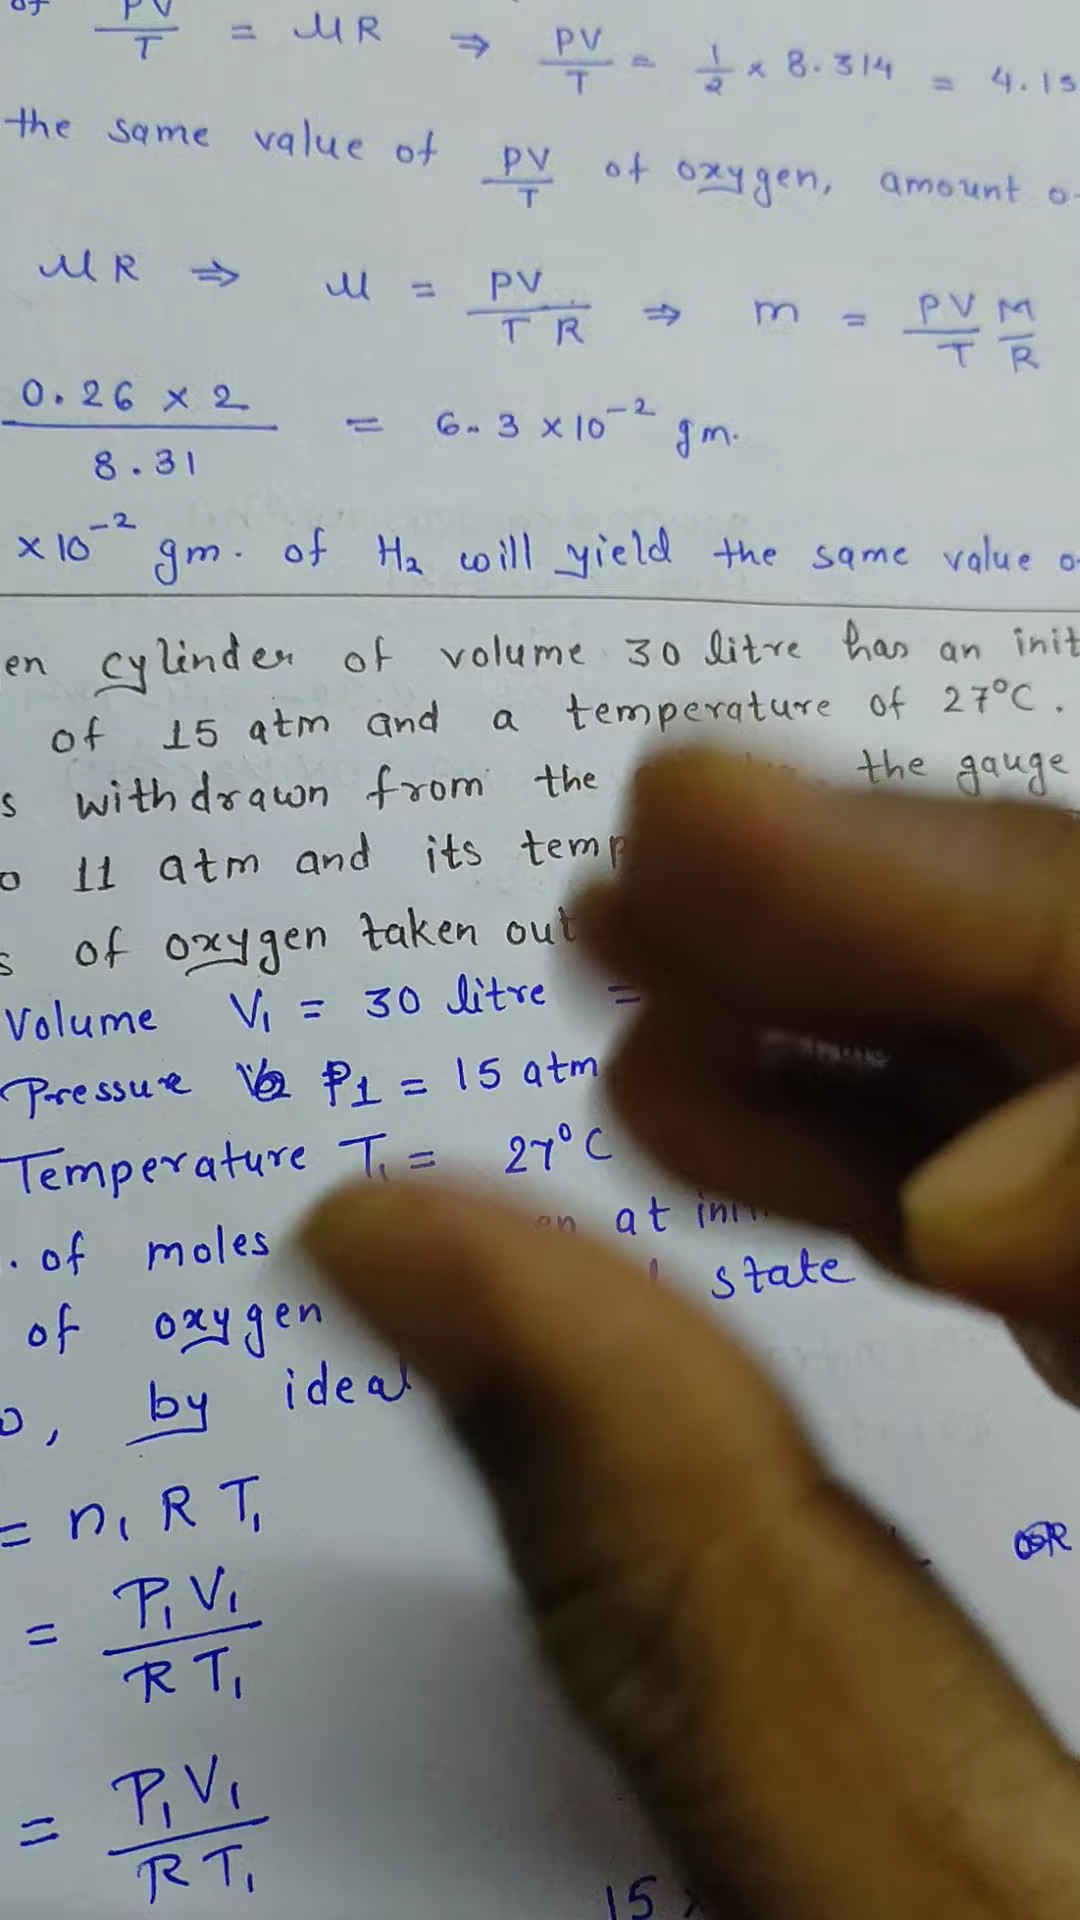 of PV/T = μR ⇒ PV/T = 1/2 × 8.314 = 4.15
the same value of PV/T of oxygen, amount o
μR ⇒ μ = PV/TR ⇒ m = PV/T M/R
0.26 × 2 / 8.31 = 6.3 × 10⁻² gm.
× 10⁻² gm. of H₂ will yield the same value o
en cylinder of volume 30 litre has an init
of 15 atm and a temperature of 27°C.
s withdrawn from the the gauge
o 11 atm and its temp
s of oxygen taken out
Volume V₁ = 30 litre =
Pressure P₁ = 15 atm
Temperature T₁ = 27°C
. of moles en at ini
of oxygen state
o, by ideal
= n₁ R T₁
= P₁V₁ / RT₁ OR
= P₁V₁ / RT₁
15 ×